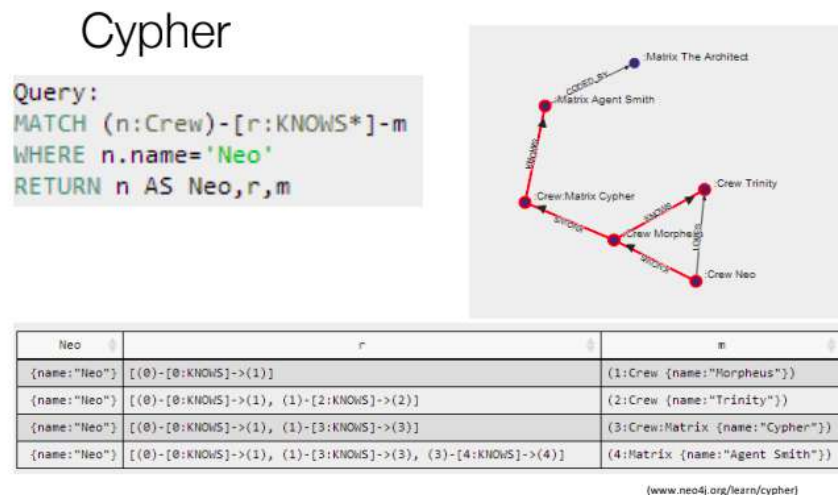 Cypher
Query:
MATCH (n:Crew)-[r:KNOWS*]-m
WHERE n.name='Neo'
RETURN n AS Neo,r,m
:Matrix The Architect
CODED_BY
:Matrix Agent Smith
KNOWS
:Crew:Matrix Cypher
:Crew Trinity
KNOWS
KNOWS
:Crew Morpheus
KNOWS
:Crew Neo
Neo r m
{name:"Neo"} [(0)-[0:KNOWS]->(1)] (1:Crew {name:"Morpheus"})
{name:"Neo"} [(0)-[0:KNOWS]->(1), (1)-[2:KNOWS]->(2)] (2:Crew {name:"Trinity"})
{name:"Neo"} [(0)-[0:KNOWS]->(1), (1)-[3:KNOWS]->(3)] (3:Crew:Matrix {name:"Cypher"})
{name:"Neo"} [(0)-[0:KNOWS]->(1), (1)-[3:KNOWS]->(3), (3)-[4:KNOWS]->(4)] (4:Matrix {name:"Agent Smith"})
(www.neo4j.org/learn/cypher)